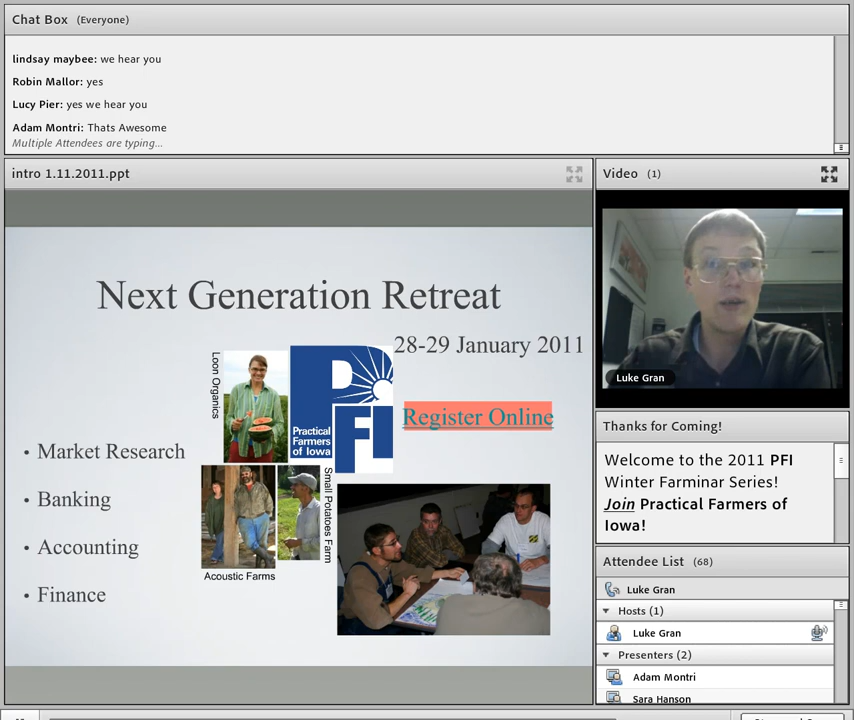 Chat Box (Everyone)
lindsay maybee: we hear you
Robin Mallor: yes
Lucy Pier: yes we hear you
Adam Montri: Thats Awesome
Multiple Attendees are typing...
intro 1.11.2011.ppt
Next Generation Retreat
28-29 January 2011
Loon Organics
Practical
Farmers
of Iowa
PFI
Register Online
• Market Research
• Banking
• Accounting
• Finance
Small Potatoes Farm
Acoustic Farms
Video (1)
Luke Gran
Thanks for Coming!
Welcome to the 2011 PFI
Winter Farminar Series!
Join Practical Farmers of
Iowa!
Attendee List (68)
Luke Gran
Hosts (1)
Luke Gran
Presenters (2)
Adam Montri
Sara Hanson